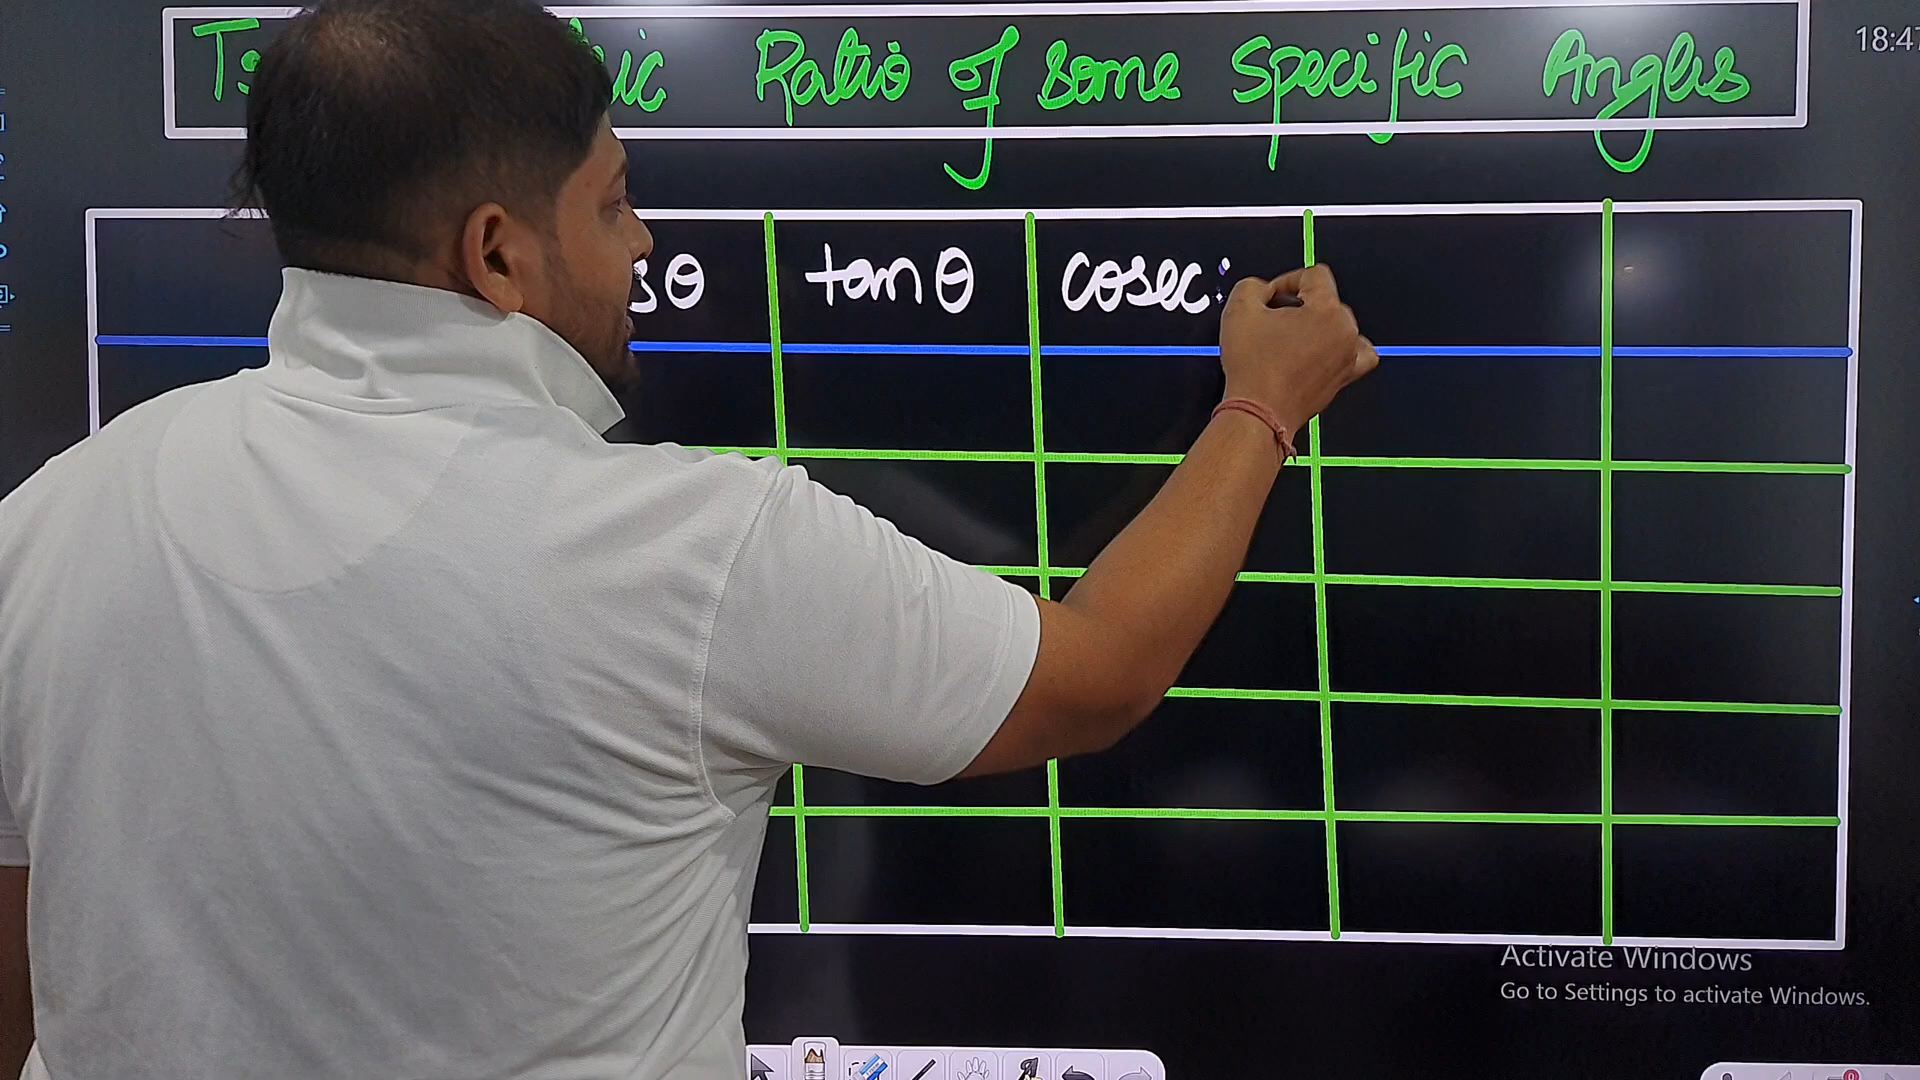 Ratio of some specific Angles
18:47
θ tan θ cosec
Activate Windows
Go to Settings to activate Windows.